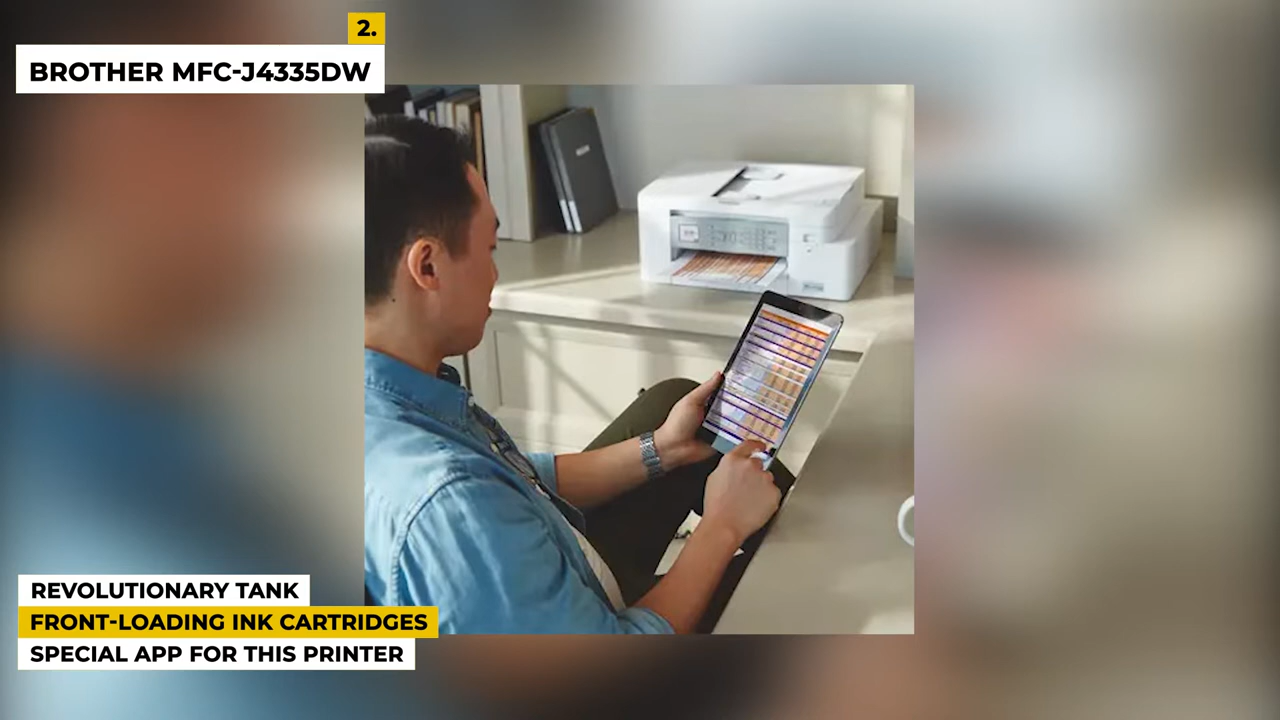 2.
BROTHER MFC-J4335DW
REVOLUTIONARY TANK
FRONT-LOADING INK CARTRIDGES
SPECIAL APP FOR THIS PRINTER